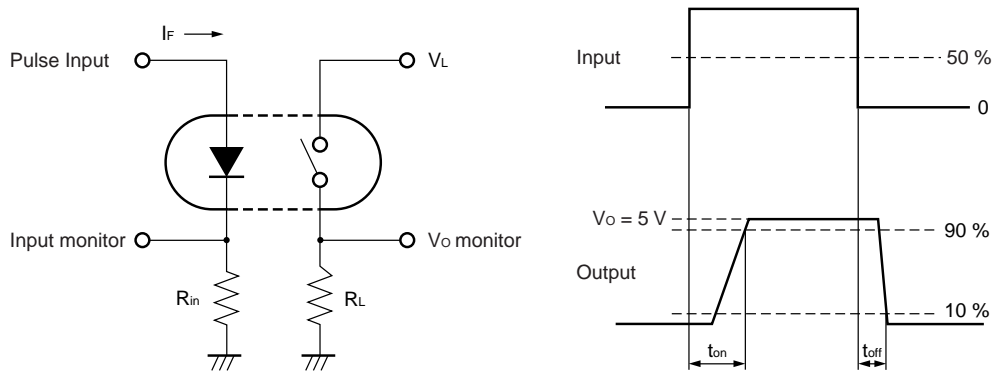 IF
Pulse Input
VL
Input monitor
VO monitor
Rin
RL
Input
50 %
0
VO = 5 V
90 %
Output
10 %
ton
toff